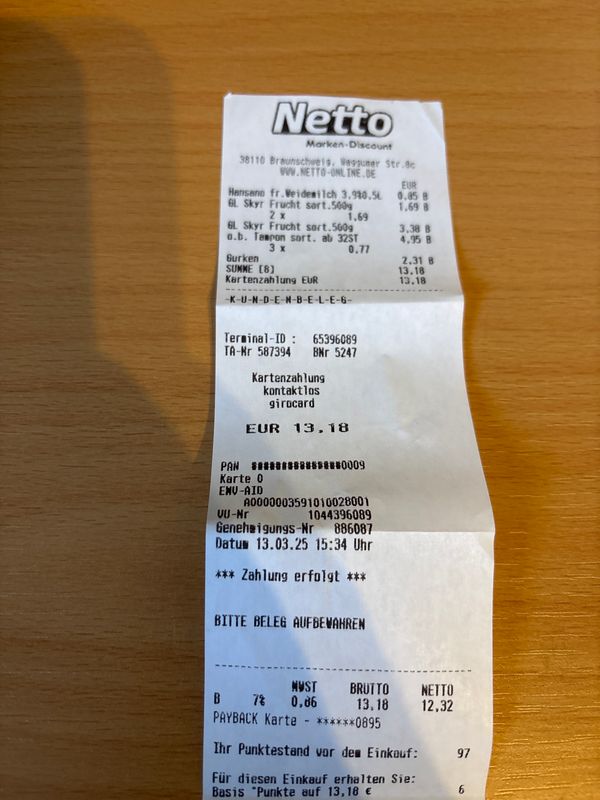 Netto
Marken-Discount
38110 Braunschweig, Waggumer Str.8c
WWW.NETTO-ONLINE.DE
EUR
Hansano fr.Weidemilch 3,9%0,5L 0,85 B
GL Skyr Frucht sort.500g 1,69 B
2 x 1,69
GL Skyr Frucht sort.500g 3,38 B
o.b. Tampon sort. ab 32ST 4,95 B
3 x 0,77
Gurken 2,31 B
SUMME [8] 13,18
Kartenzahlung EUR 13,18
-K-U-N-D-E-N-B-E-L-E-G-
Terminal-ID : 65396089
TA-Nr 587394 BNr 5247
Kartenzahlung
kontaktlos
girocard
EUR 13,18
PAN ###############0009
Karte 0
EMV-AID
A0000003591010028001
VU-Nr 1044396089
Genehmigungs-Nr 886087
Datum 13.03.25 15:34 Uhr
*** Zahlung erfolgt ***
BITTE BELEG AUFBEWAHREN
MWST BRUTTO NETTO
B 7% 0,86 13,18 12,32
PAYBACK Karte - ******0895
Ihr Punktestand vor dem Einkauf: 97
Für diesen Einkauf erhalten Sie:
Basis °Punkte auf 13,18 € 6